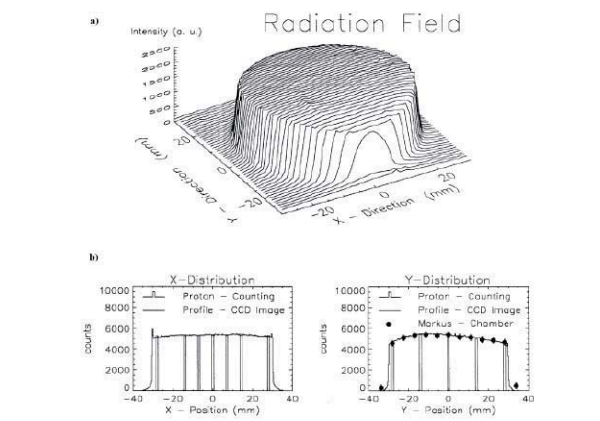 a)
Radiation Field
Intensity (a. u.)
2500
2000
1500
1000
500
0
20
0
-20
Y - Direction (mm)
-20
0
20
X - Direction (mm)
b)
X-Distribution
10000
8000
6000
4000
2000
0
counts
Proton - Counting
Profile - CCD Image
-40 -20 0 20 40
X - Position (mm)
Y-Distribution
10000
8000
6000
4000
2000
0
counts
Proton - Counting
Profile - CCD Image
Markus - Chamber
-40 -20 0 20 40
Y - Position (mm)